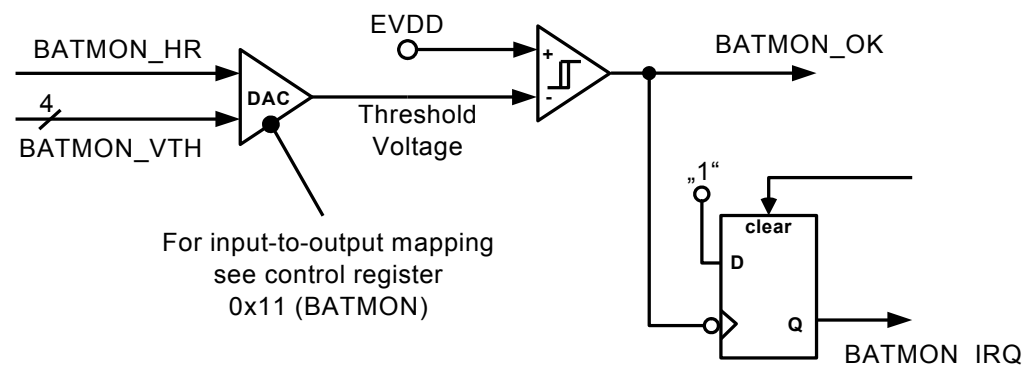 EVDD
BATMON_HR
BATMON_OK
+
DAC
-
4
Threshold
Voltage
BATMON_VTH
„1“
clear
For input-to-output mapping
see control register
0x11 (BATMON)
D
Q
BATMON_IRQ